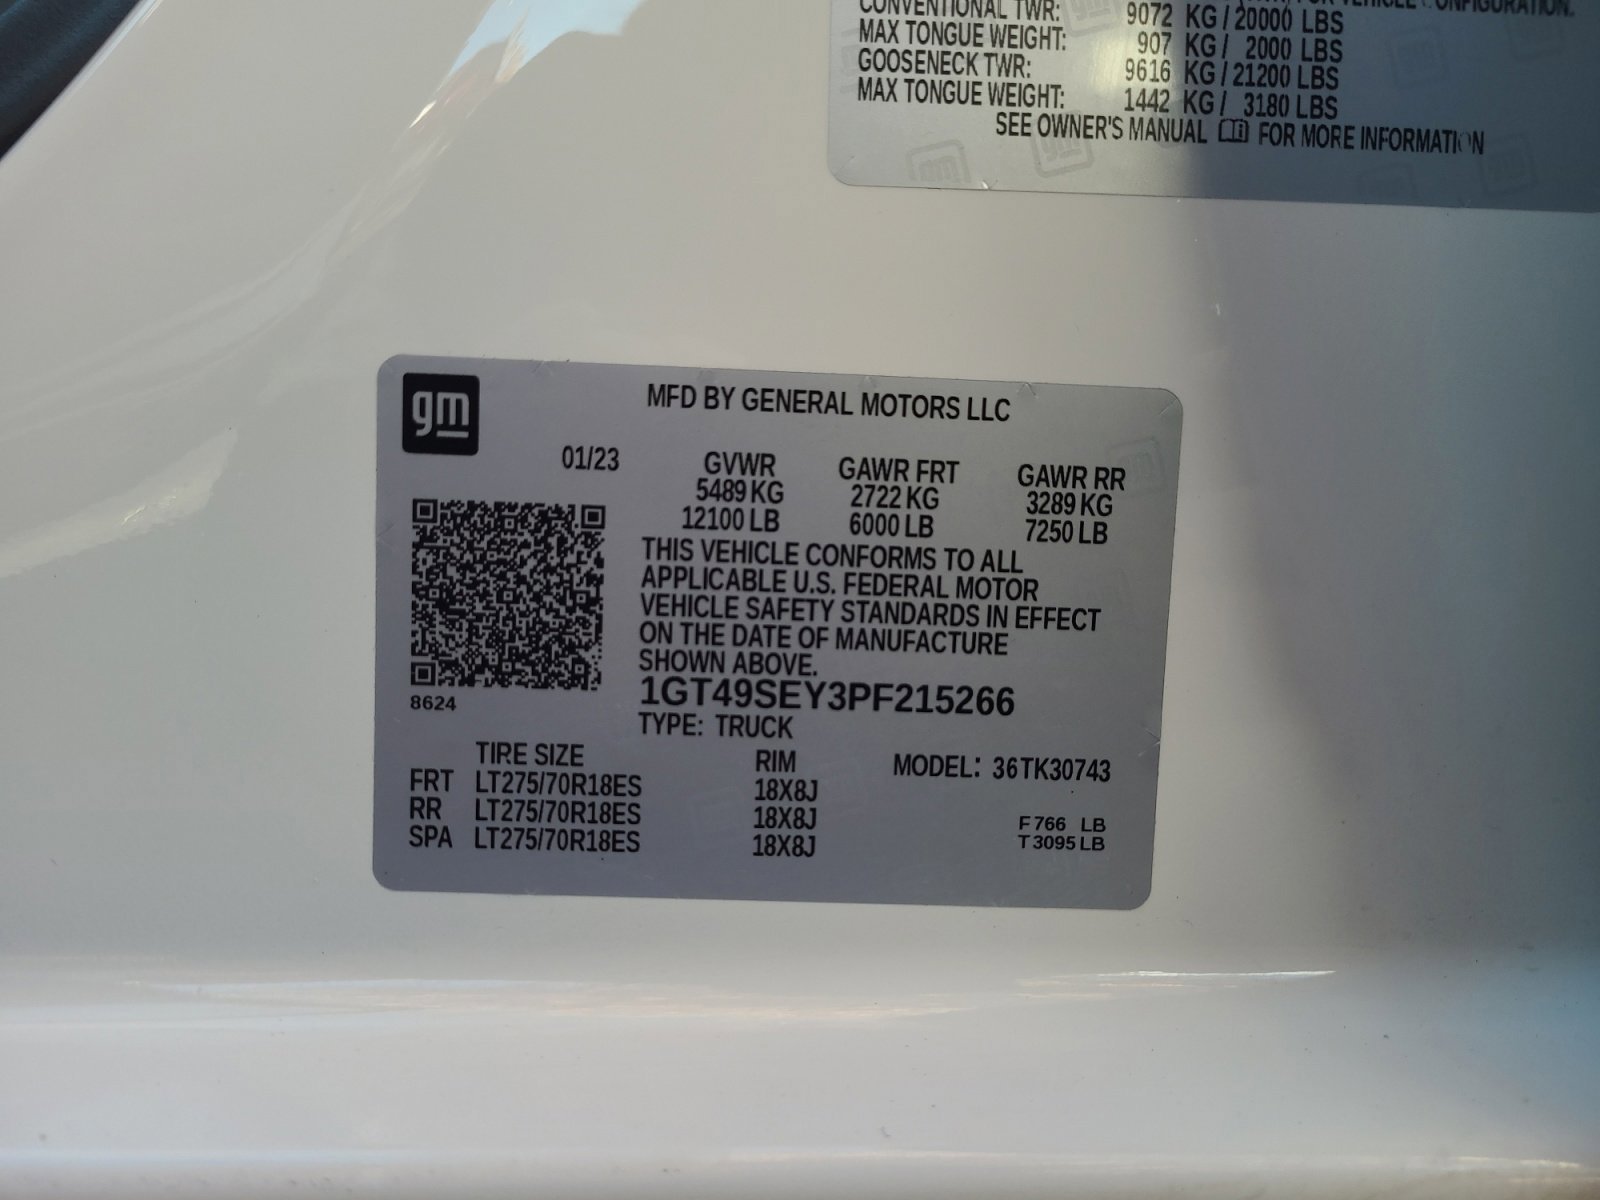 VEHICLE CONFIGURATION.
CONVENTIONAL TWR: 9072 KG / 20000 LBS
MAX TONGUE WEIGHT: 907 KG / 2000 LBS
GOOSENECK TWR: 9616 KG / 21200 LBS
MAX TONGUE WEIGHT: 1442 KG / 3180 LBS
SEE OWNER'S MANUAL FOR MORE INFORMATION
gm
MFD BY GENERAL MOTORS LLC
01/23 GVWR GAWR FRT GAWR RR
5489 KG 2722 KG 3289 KG
12100 LB 6000 LB 7250 LB
THIS VEHICLE CONFORMS TO ALL
APPLICABLE U.S. FEDERAL MOTOR
VEHICLE SAFETY STANDARDS IN EFFECT
ON THE DATE OF MANUFACTURE
SHOWN ABOVE.
8624
1GT49SEY3PF215266
TYPE: TRUCK
TIRE SIZE RIM MODEL: 36TK30743
FRT LT275/70R18ES 18X8J
RR LT275/70R18ES 18X8J
SPA LT275/70R18ES 18X8J
F 766 LB
T 3095 LB